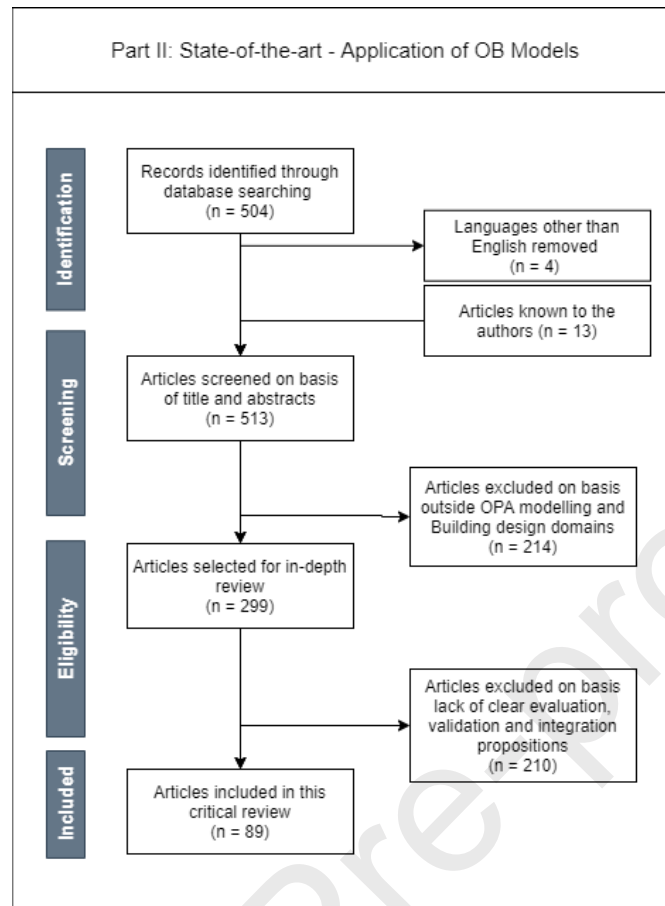 Part II: State-of-the-art - Application of OB Models
Identification
Records identified through
database searching
(n = 504)
Languages other than
English removed
(n = 4)
Articles known to the
authors (n = 13)
Screening
Articles screened on basis
of title and abstracts
(n = 513)
Articles excluded on basis
outside OPA modelling and
Building design domains
(n = 214)
Eligibility
Articles selected for in-depth
review
(n = 299)
Articles excluded on basis
lack of clear evaluation,
validation and integration
propositions
(n = 210)
Included
Articles included in this
critical review
(n = 89)
Pre-pro